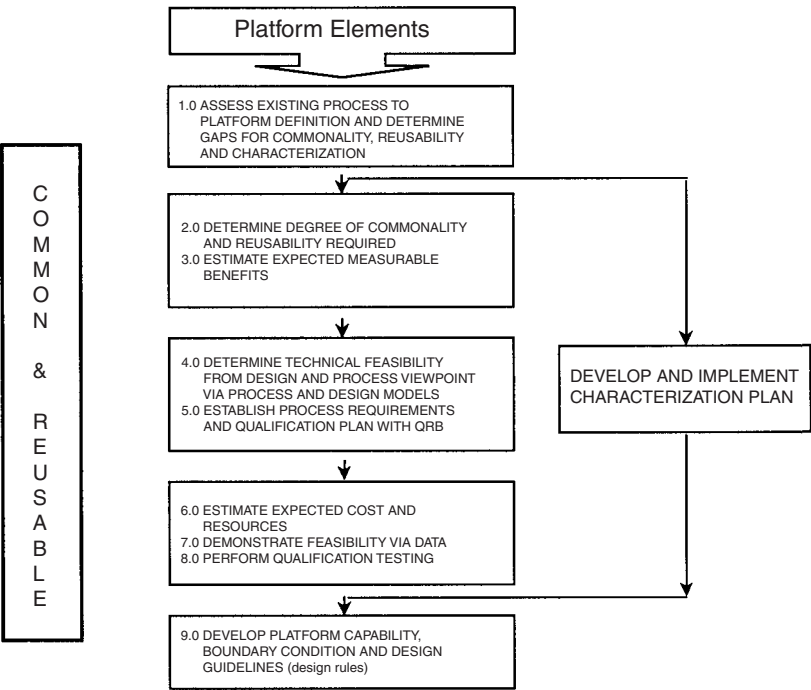 Platform Elements
1.0 ASSESS EXISTING PROCESS TO
PLATFORM DEFINITION AND DETERMINE
GAPS FOR COMMONALITY, REUSABILITY
AND CHARACTERIZATION
COMMON & REUSABLE
2.0 DETERMINE DEGREE OF COMMONALITY
AND REUSABILITY REQUIRED
3.0 ESTIMATE EXPECTED MEASURABLE
BENEFITS
4.0 DETERMINE TECHNICAL FEASIBILITY
FROM DESIGN AND PROCESS VIEWPOINT
VIA PROCESS AND DESIGN MODELS
5.0 ESTABLISH PROCESS REQUIREMENTS
AND QUALIFICATION PLAN WITH QRB
DEVELOP AND IMPLEMENT
CHARACTERIZATION PLAN
6.0 ESTIMATE EXPECTED COST AND
RESOURCES
7.0 DEMONSTRATE FEASIBILITY VIA DATA
8.0 PERFORM QUALIFICATION TESTING
9.0 DEVELOP PLATFORM CAPABILITY,
BOUNDARY CONDITION AND DESIGN
GUIDELINES (design rules)